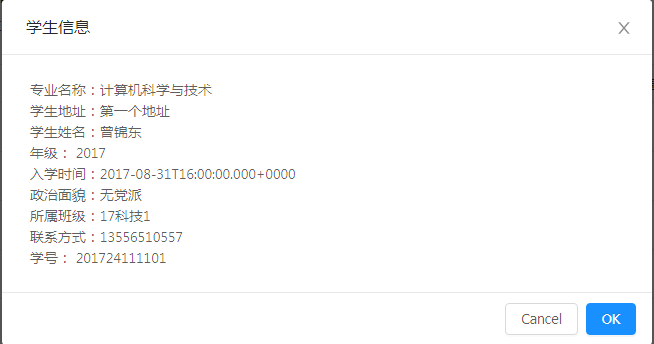 学生信息
专业名称：计算机科学与技术
学生地址：第一个地址
学生姓名：曾锦东
年级： 2017
入学时间：2017-08-31T16:00:00.000+0000
政治面貌：无党派
所属班级：17科技1
联系方式：13556510557
学号： 201724111101
Cancel OK